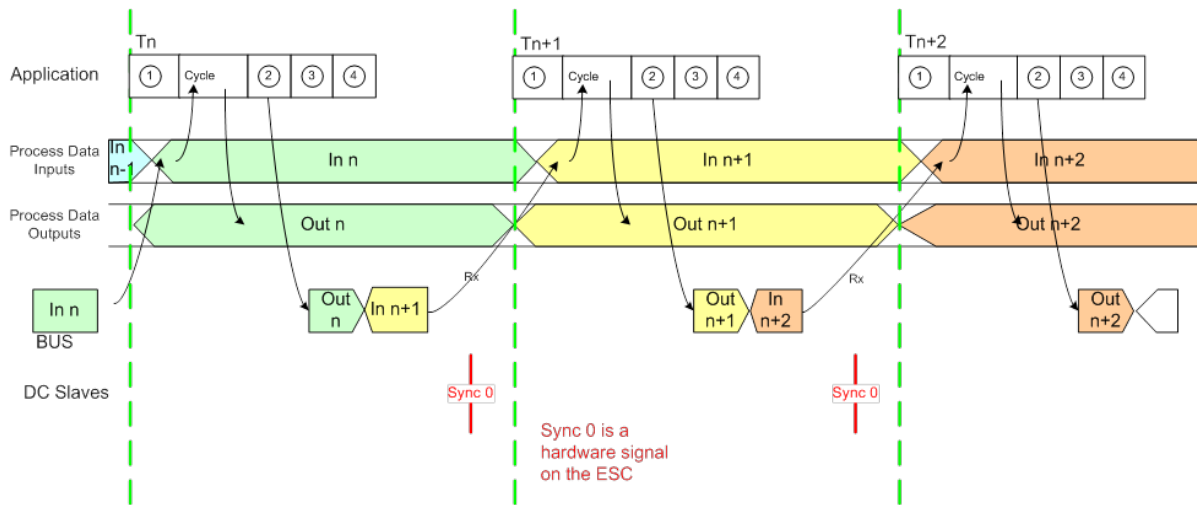 Tn
Tn+1
Tn+2
Application
1 Cycle 2 3 4
1 Cycle 2 3 4
1 Cycle 2 3 4
Process Data
Inputs
In
n-1
In n
In n+1
In n+2
Process Data
Outputs
Out n
Out n+1
Out n+2
Rx
Rx
In n
BUS
Out
n
In n+1
Out
n+1
In
n+2
Out
n+2
DC Slaves
Sync 0
Sync 0
Sync 0 is a
hardware signal
on the ESC